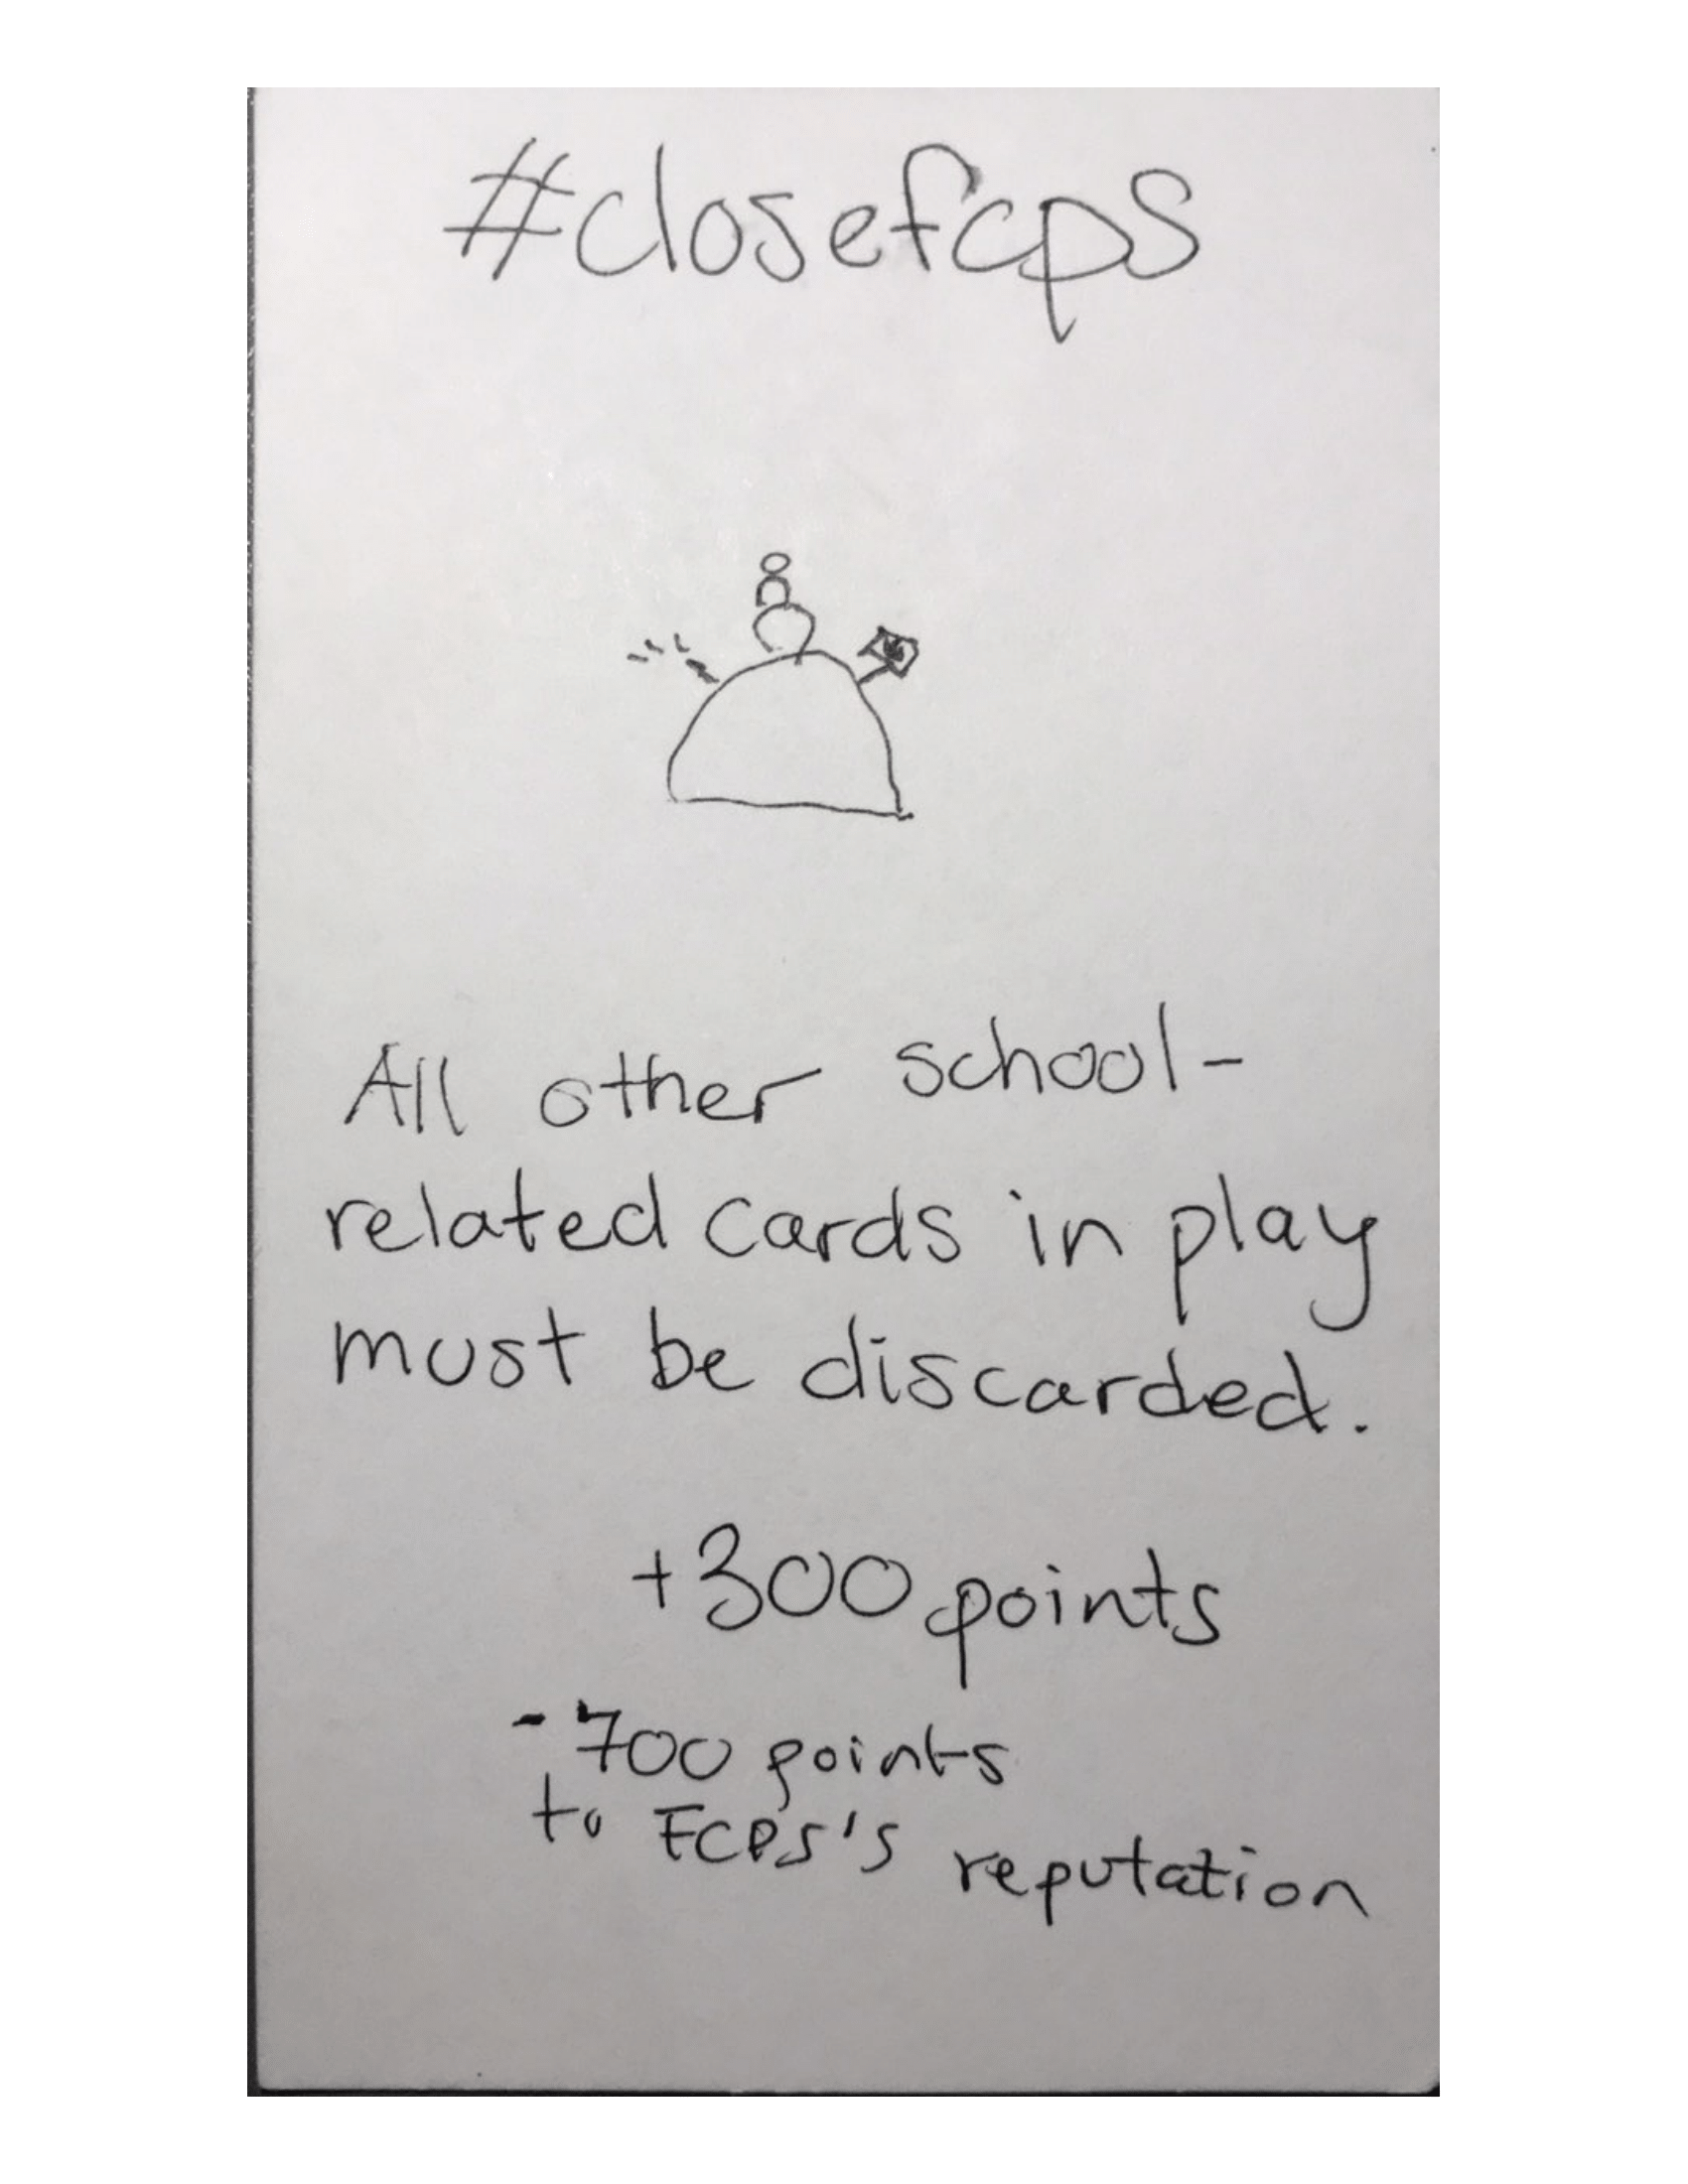 #closefcps
All other school-
related cards in play
must be discarded.
+300 points
-700 points
to FCPS's reputation